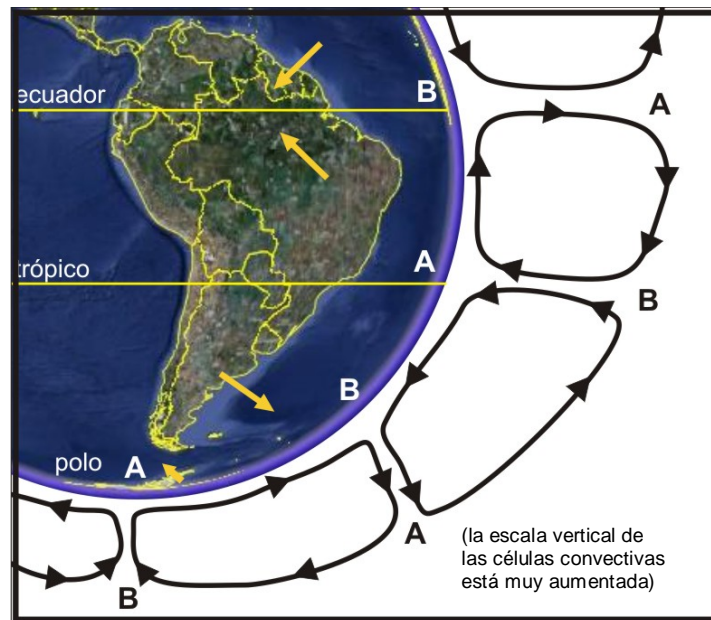 ecuador
B
A
trópico
A
B
B
polo
A
A
B
(la escala vertical de
las células convectivas
está muy aumentada)